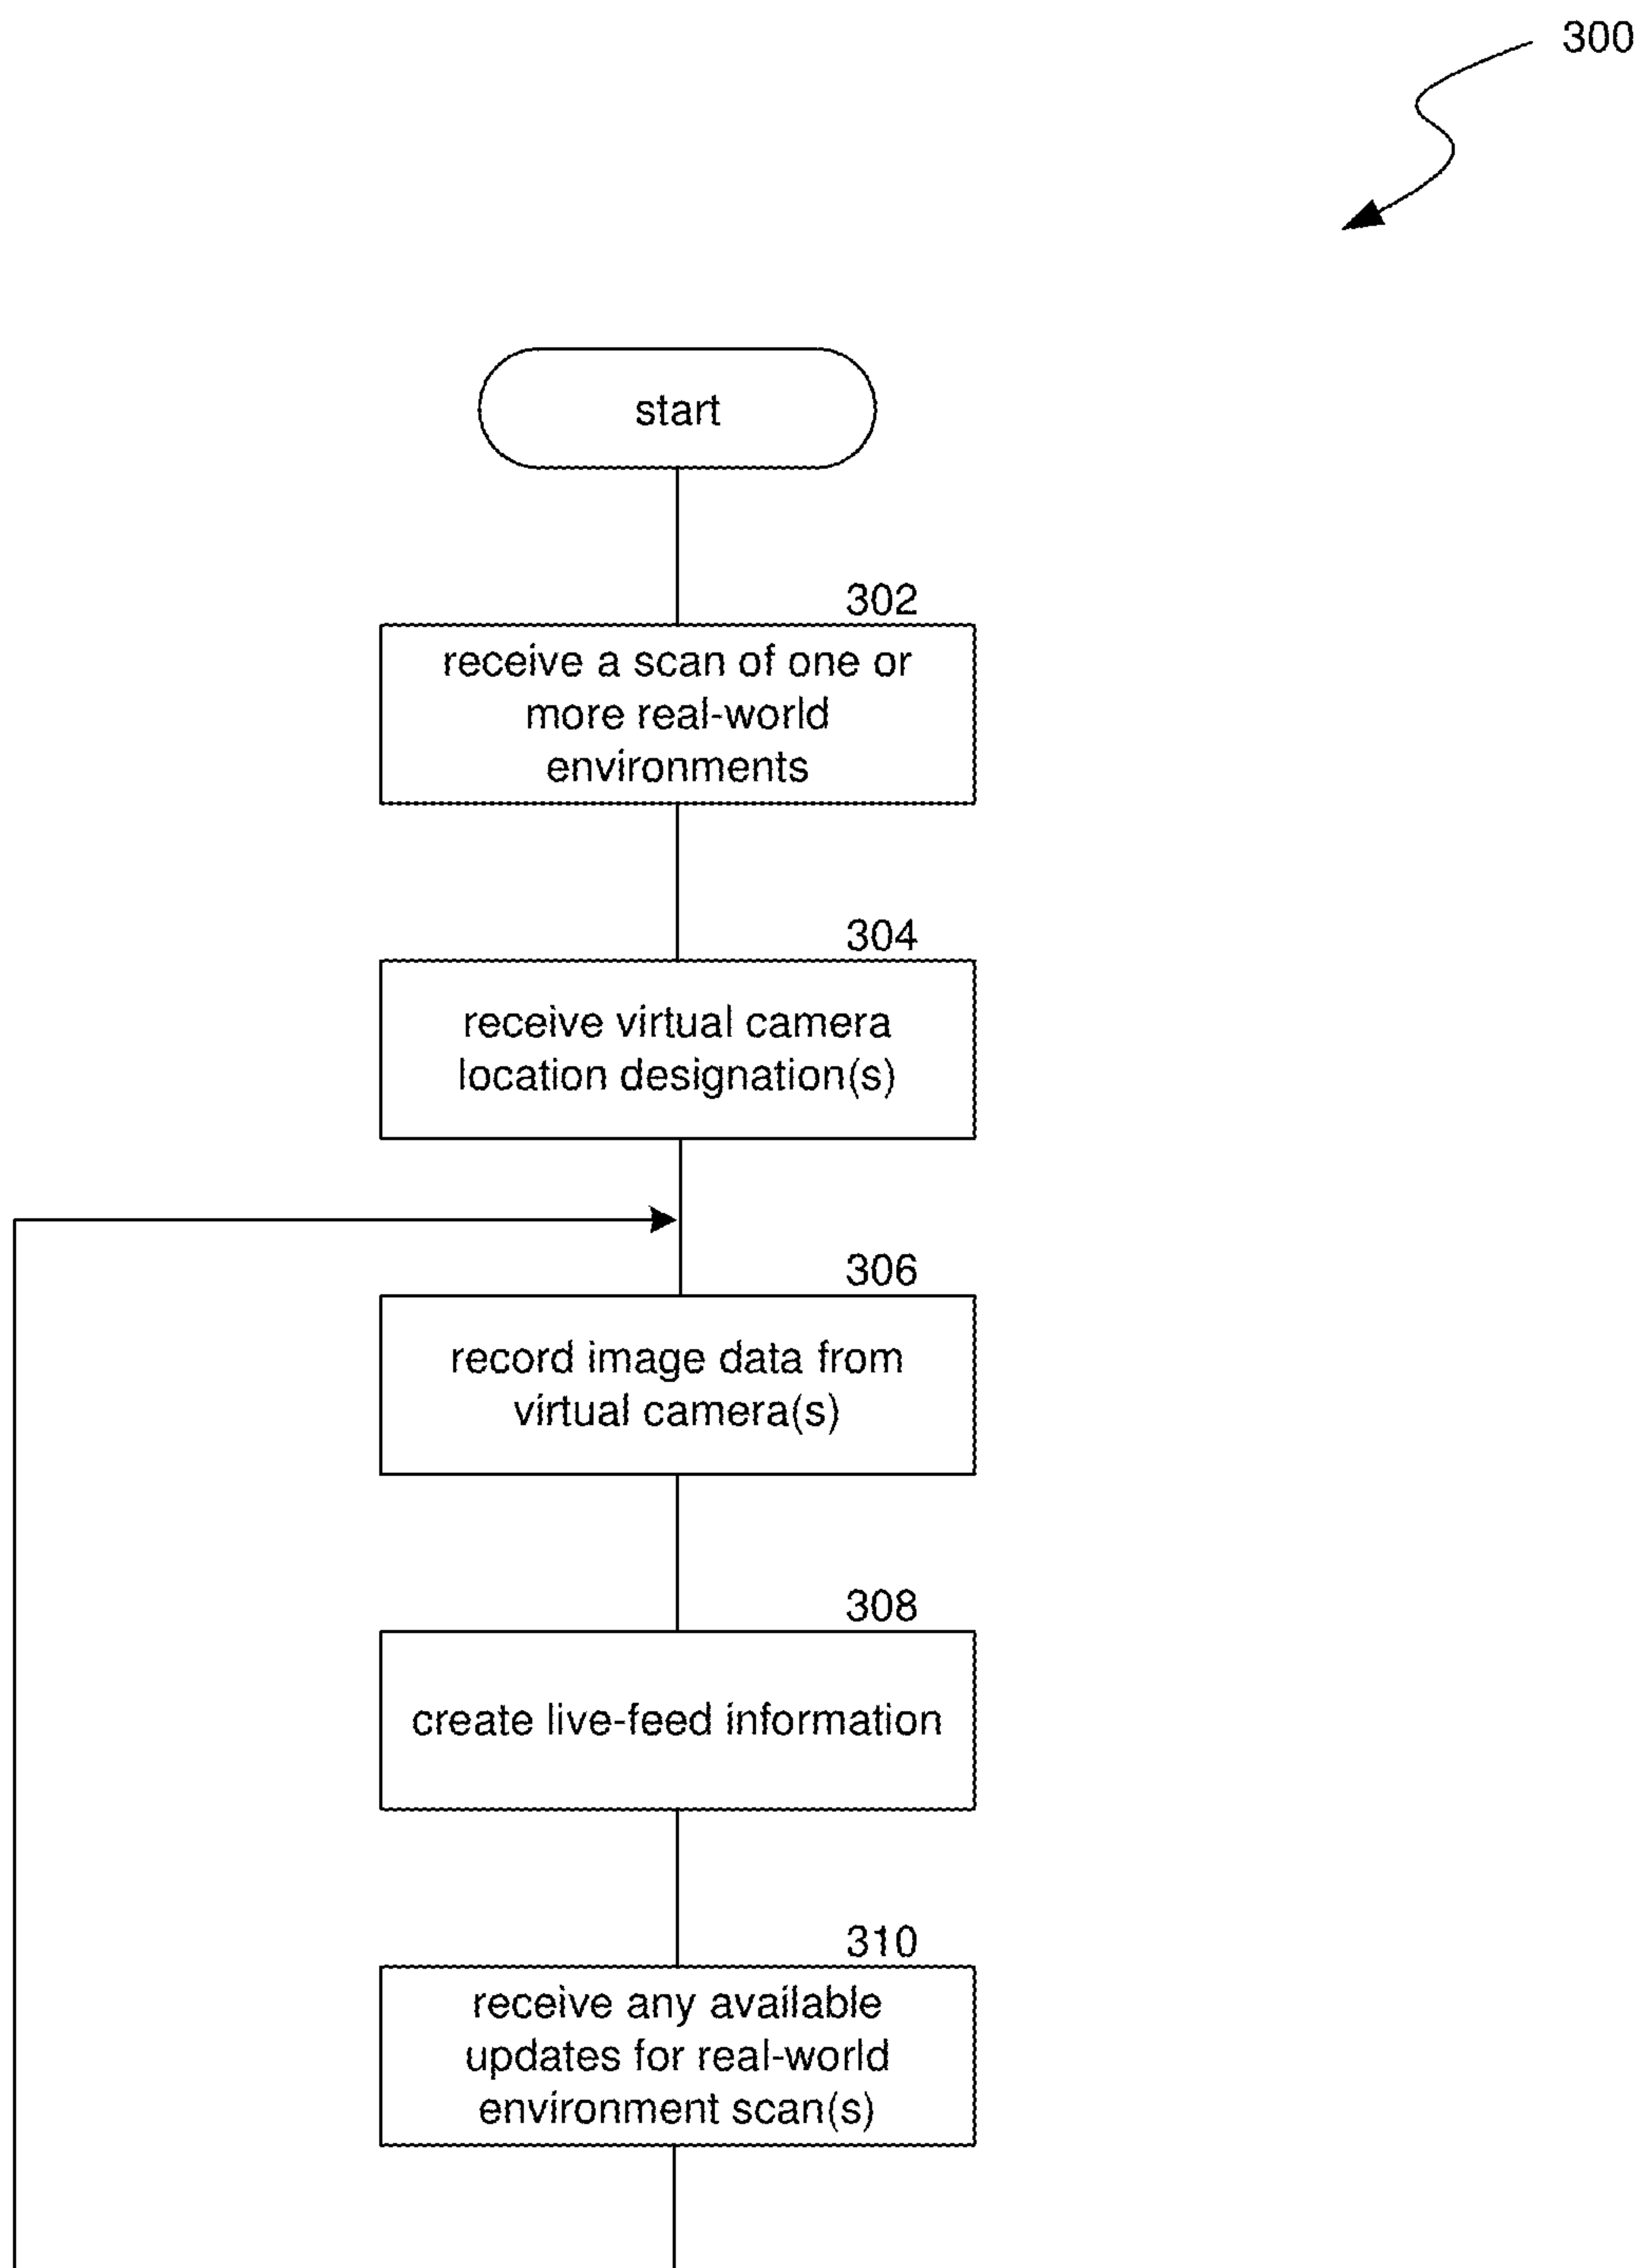 300
start
302
receive a scan of one or
more real-world
environments
304
receive virtual camera
location designation(s)
306
record image data from
virtual camera(s)
308
create live-feed information
310
receive any available
updates for real-world
environment scan(s)